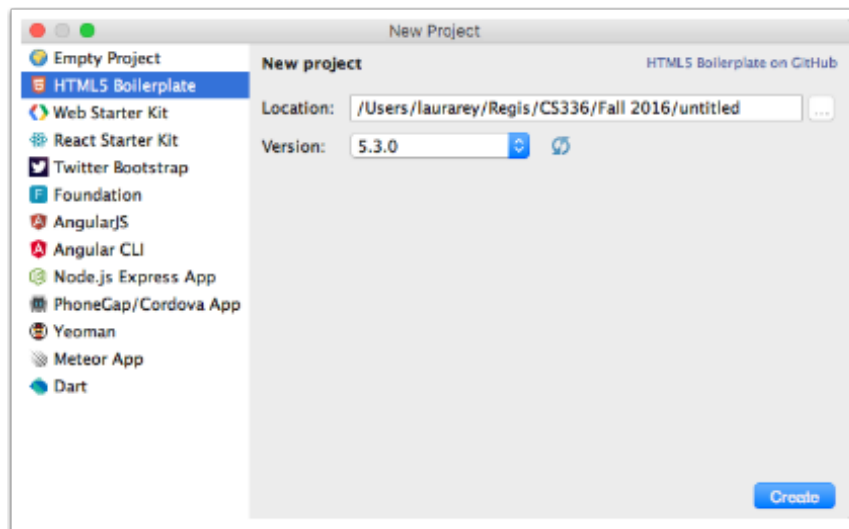 New Project
Empty Project
HTML5 Boilerplate
Web Starter Kit
React Starter Kit
Twitter Bootstrap
Foundation
AngularJS
Angular CLI
Node.js Express App
PhoneGap/Cordova App
Yeoman
Meteor App
Dart
New project
HTML5 Boilerplate on GitHub
Location: /Users/laurarey/Regis/CS336/Fall 2016/untitled ...
Version: 5.3.0
Create